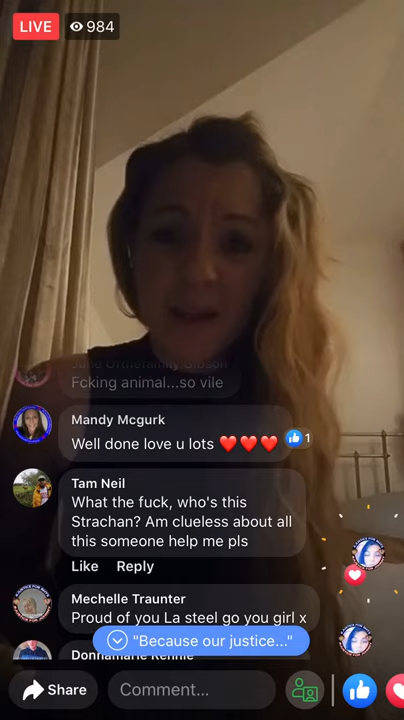 LIVE 984
Fcking animal...so vile
Mandy Mcgurk
Well done love u lots ❤️❤️❤️
1
Tam Neil
What the fuck, who's this
Strachan? Am clueless about all
this someone help me pls
Like Reply
Mechelle Traunter
Proud of you La steel go you girl x
"Because our justice..."
Donnamarie Rennie
Share
Comment...